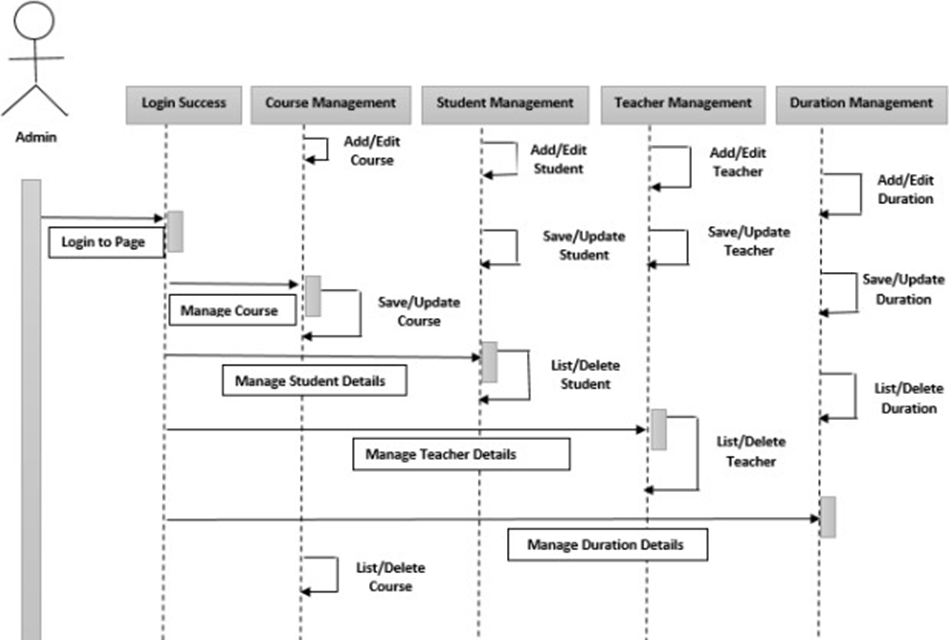 Admin
Login Success
Course Management
Student Management
Teacher Management
Duration Management
Add/Edit
Course
Add/Edit
Student
Add/Edit
Teacher
Add/Edit
Duration
Login to Page
Save/Update
Student
Save/Update
Teacher
Save/Update
Duration
Manage Course
Save/Update
Course
Manage Student Details
List/Delete
Student
List/Delete
Duration
Manage Teacher Details
List/Delete
Teacher
Manage Duration Details
List/Delete
Course